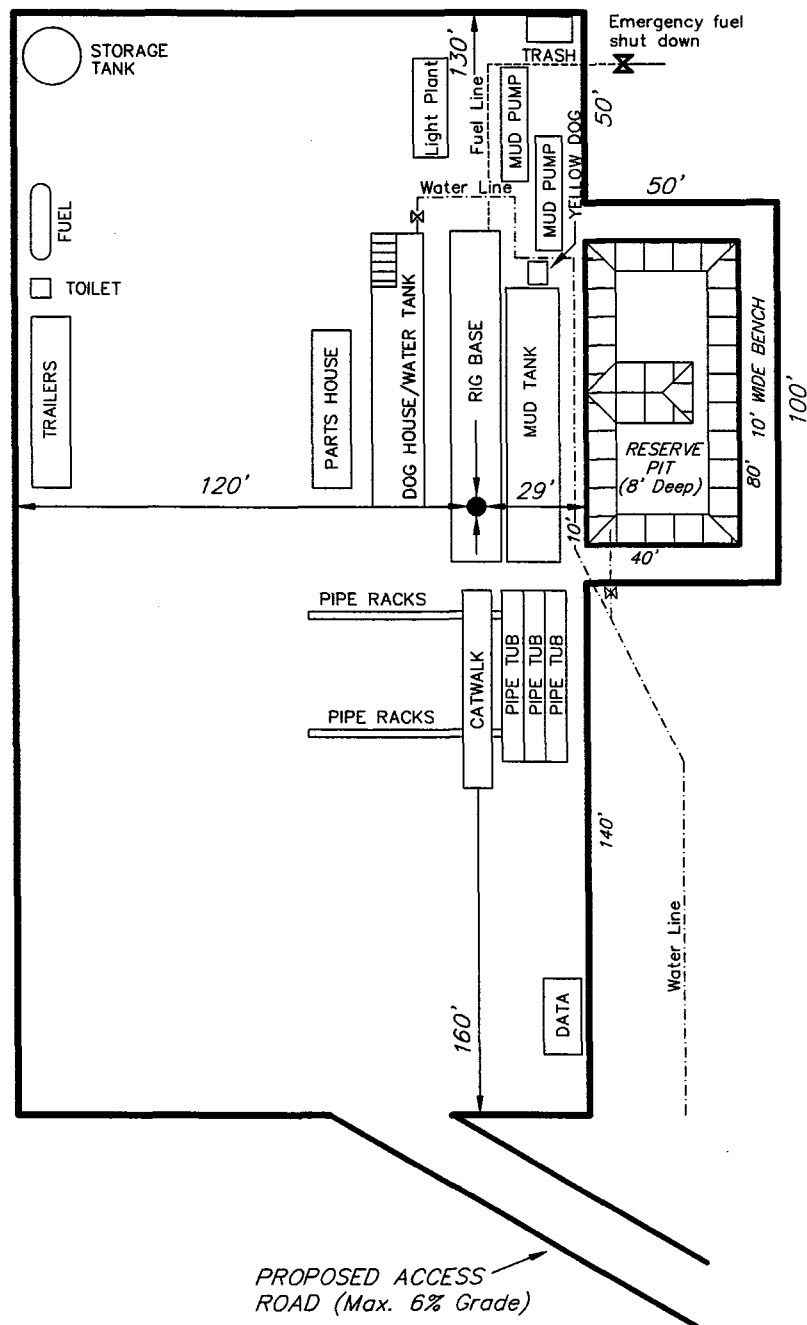 Emergency fuel
shut down
STORAGE
TANK
130'
TRASH
Light Plant
Fuel Line
MUD PUMP
50'
MUD PUMP
YELLOW DOG
Water Line
50'
FUEL
TOILET
TRAILERS
PARTS HOUSE
DOG HOUSE/WATER TANK
RIG BASE
MUD TANK
10' WIDE BENCH
100'
RESERVE
PIT
(8' Deep)
80'
120'
29'
10'
40'
PIPE RACKS
CATWALK
PIPE TUB
PIPE TUB
PIPE TUB
PIPE RACKS
140'
Water Line
160'
DATA
PROPOSED ACCESS
ROAD (Max. 6% Grade)